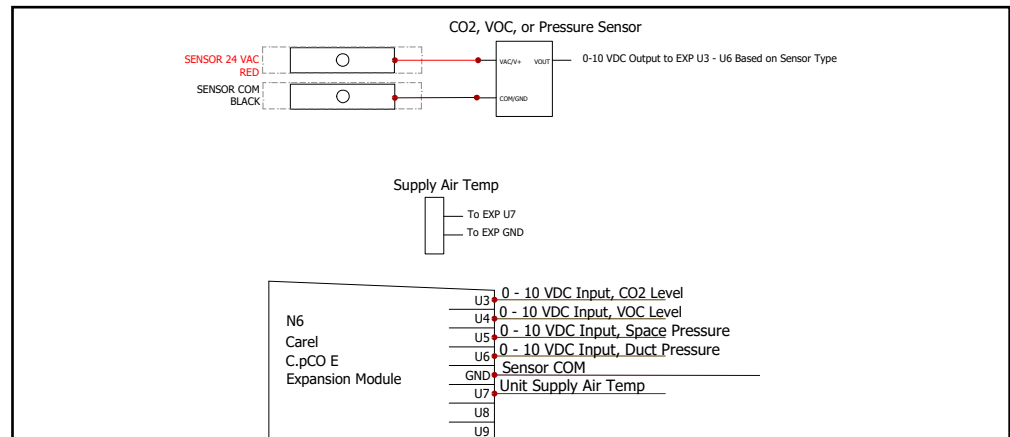 CO2, VOC, or Pressure Sensor
SENSOR 24 VAC
RED
VAC/V+
VOUT
0-10 VDC Output to EXP U3 - U6 Based on Sensor Type
SENSOR COM
BLACK
COM/GND
Supply Air Temp
To EXP U7
To EXP GND
N6
Carel
C.pCO E
Expansion Module
U3
0 - 10 VDC Input, CO2 Level
U4
0 - 10 VDC Input, VOC Level
U5
0 - 10 VDC Input, Space Pressure
U6
0 - 10 VDC Input, Duct Pressure
GND
Sensor COM
U7
Unit Supply Air Temp
U8
U9